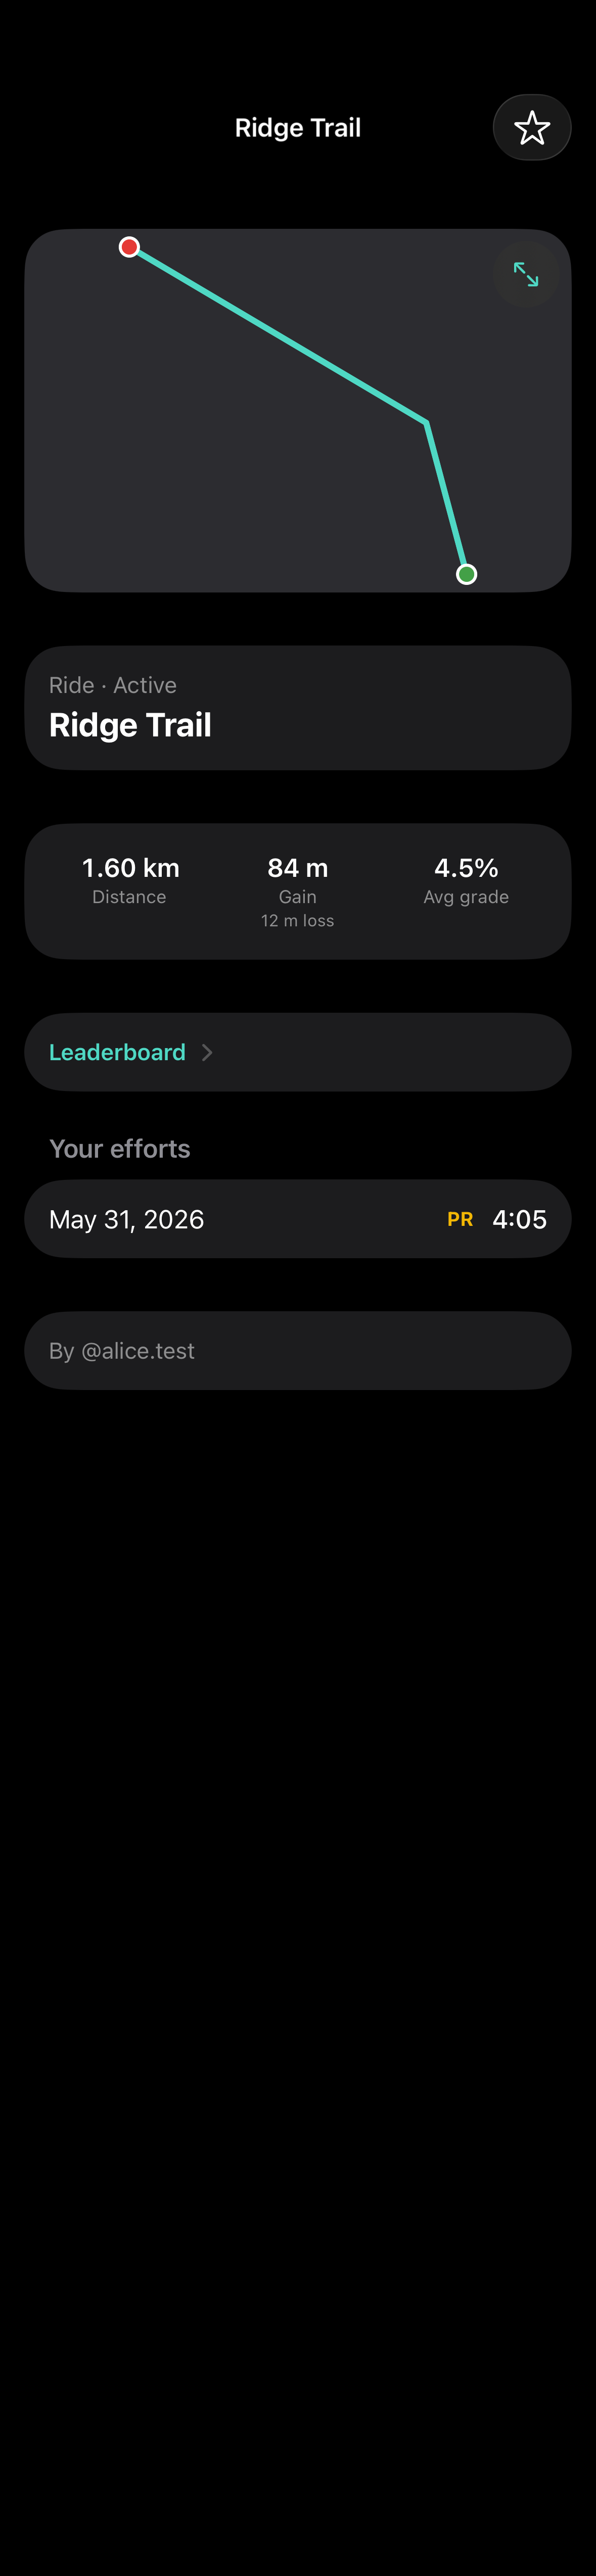 Ridge Trail
Ride · Active
Ridge Trail
1.60 km
Distance
84 m
Gain
12 m loss
4.5%
Avg grade
Leaderboard
Your efforts
May 31, 2026
PR 4:05
By @alice.test